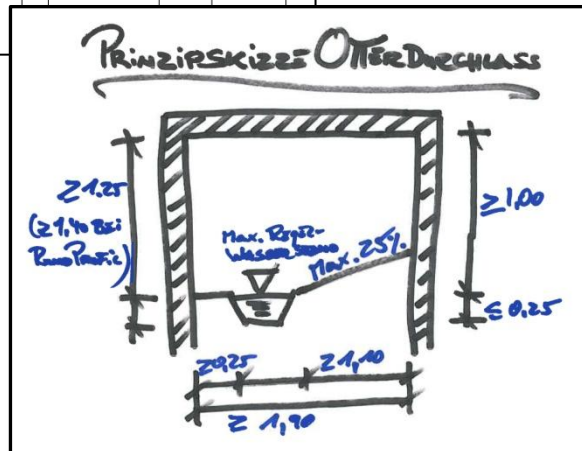 PRINZIPSKIZZE OTTERDURCHLASS
≥1,25
(≥1,40 BEI
RUNDPROFIL)
MAX. REGEL-
WASSERSTAND
MAX. 25%
≥1,00
≤0,25
≥0,25
≥1,10
≥ 1,90